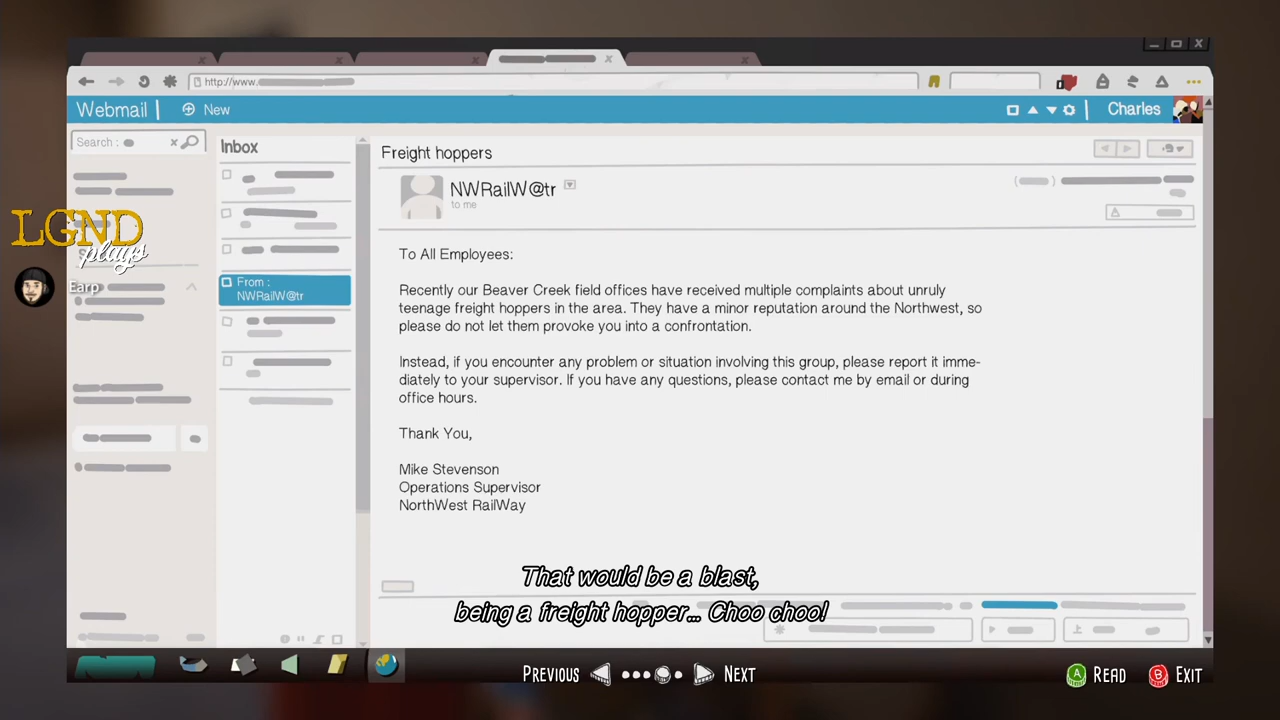 http://www.
Webmail
New
Charles
Search :
Inbox
Freight hoppers
NWRailW@tr
to me
LGND
plays
Earp
From :
NWRailW@tr
To All Employees:
Recently our Beaver Creek field offices have received multiple complaints about unruly
teenage freight hoppers in the area. They have a minor reputation around the Northwest, so
please do not let them provoke you into a confrontation.
Instead, if you encounter any problem or situation involving this group, please report it imme-
diately to your supervisor. If you have any questions, please contact me by email or during
office hours.
Thank You,
Mike Stevenson
Operations Supervisor
NorthWest RailWay
That would be a blast,
being a freight hopper... Choo choo!
PREVIOUS
NEXT
A READ
B EXIT